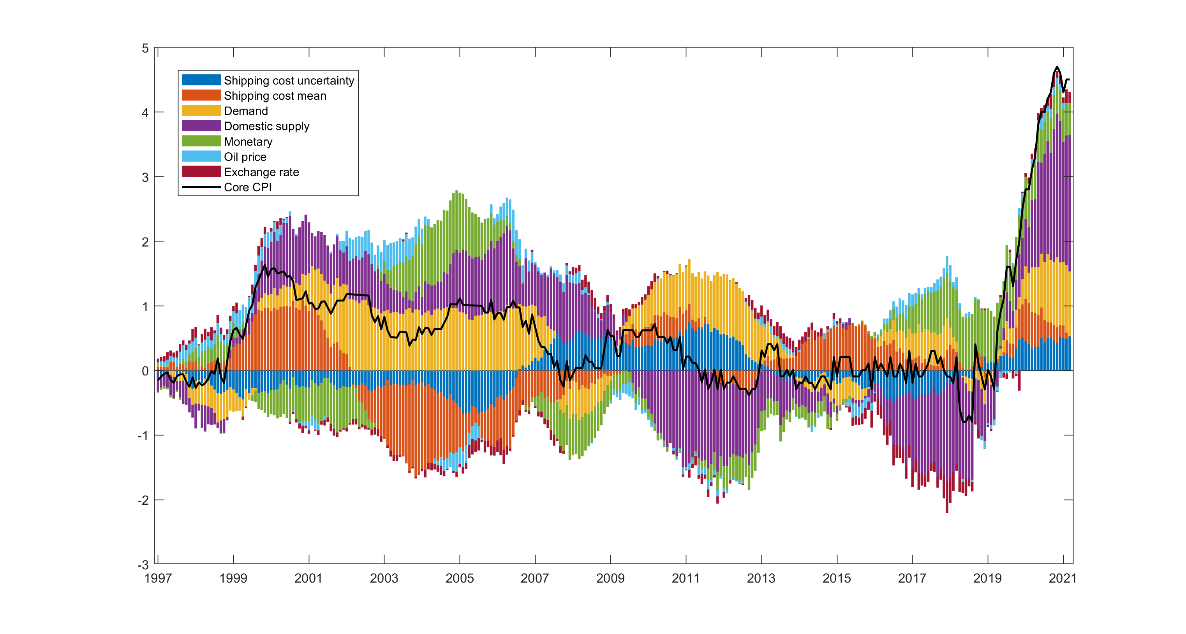 5
4
3
2
1
0
-1
-2
-3
Shipping cost uncertainty
Shipping cost mean
Demand
Domestic supply
Monetary
Oil price
Exchange rate
Core CPI
1997 1999 2001 2003 2005 2007 2009 2011 2013 2015 2017 2019 2021